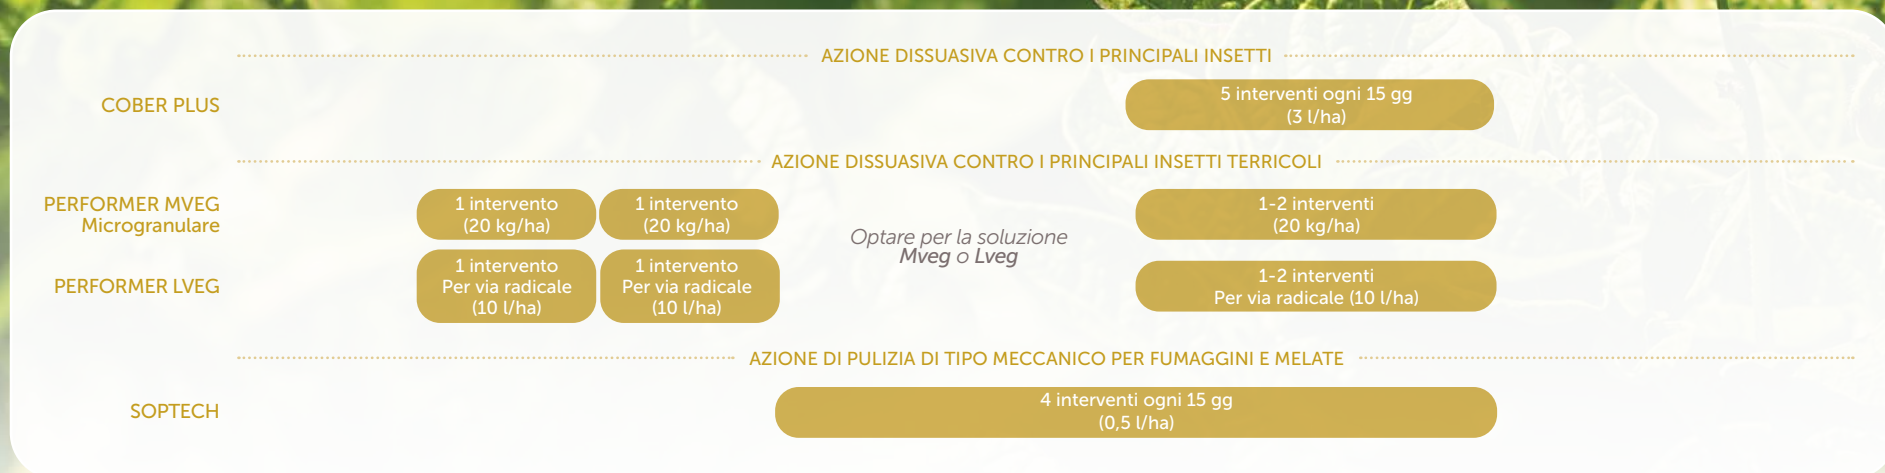 AZIONE DISSUASIVA CONTRO I PRINCIPALI INSETTI
COBER PLUS
5 interventi ogni 15 gg
(3 l/ha)
AZIONE DISSUASIVA CONTRO I PRINCIPALI INSETTI TERRICOLI
PERFORMER MVEG
Microgranulare
1 intervento
(20 kg/ha)
1 intervento
(20 kg/ha)
1-2 interventi
(20 kg/ha)
Optare per la soluzione
Mveg o Lveg
PERFORMER LVEG
1 intervento
Per via radicale
(10 l/ha)
1 intervento
Per via radicale
(10 l/ha)
1-2 interventi
Per via radicale (10 l/ha)
AZIONE DI PULIZIA DI TIPO MECCANICO PER FUMAGGINI E MELATE
SOPTECH
4 interventi ogni 15 gg
(0,5 l/ha)